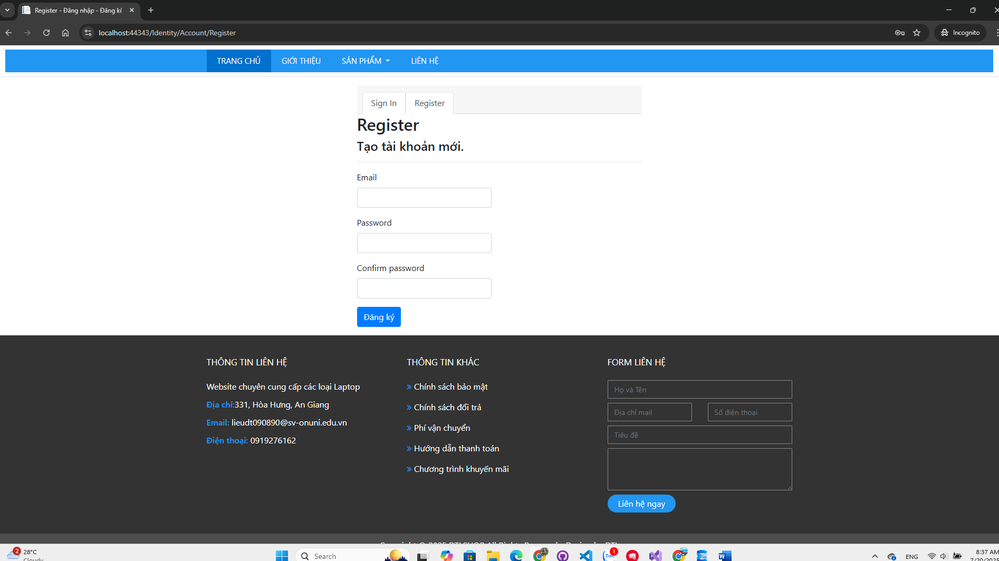 Register - Đăng nhập - Đăng kí
localhost:44343/Identity/Account/Register
Incognito
TRANG CHỦ GIỚI THIỆU SẢN PHẨM LIÊN HỆ
Sign In Register
Register
Tạo tài khoản mới.
Email
Password
Confirm password
Đăng ký
THÔNG TIN LIÊN HỆ
Website chuyên cung cấp các loại Laptop
Địa chỉ:331, Hòa Hưng, An Giang
Email: lieudt090890@sv-onuni.edu.vn
Điện thoại: 0919276162
THÔNG TIN KHÁC
» Chính sách bảo mật
» Chính sách đổi trả
» Phí vận chuyển
» Hướng dẫn thanh toán
» Chương trình khuyến mãi
FORM LIÊN HỆ
Họ và Tên
Địa chỉ mail Số điện thoại
Tiêu đề
Liên hệ ngay
2
28°C
Cloudy
Search
Zalo
1
ENG
8:37 AM